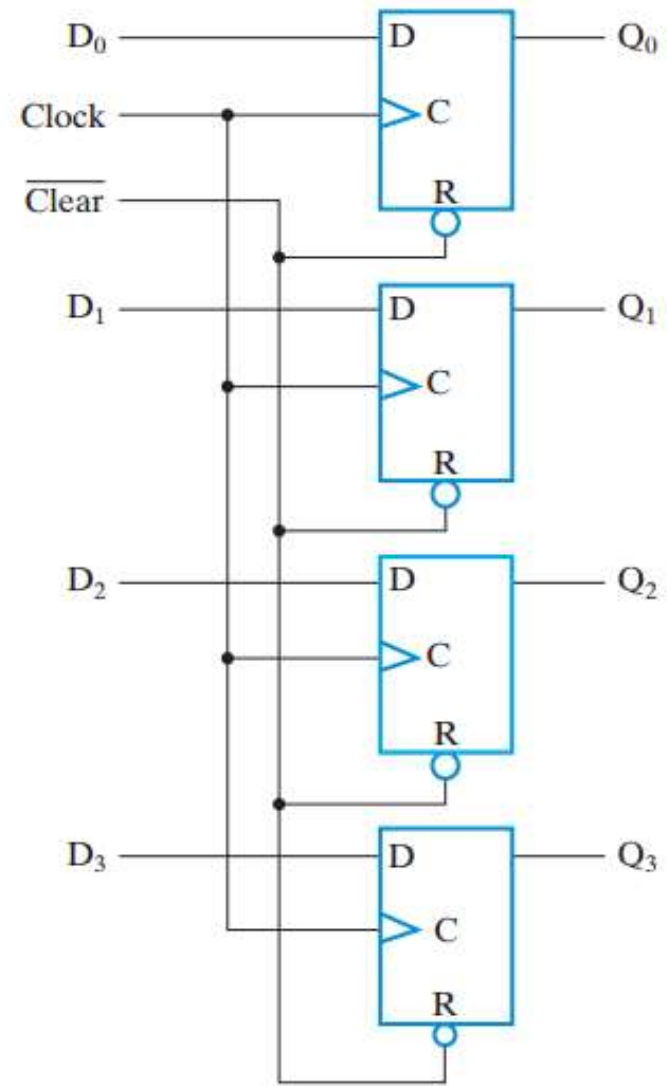 D₀ D Q₀
Clock C
Clear R
D₁ D Q₁
C
R
D₂ D Q₂
C
R
D₃ D Q₃
C
R